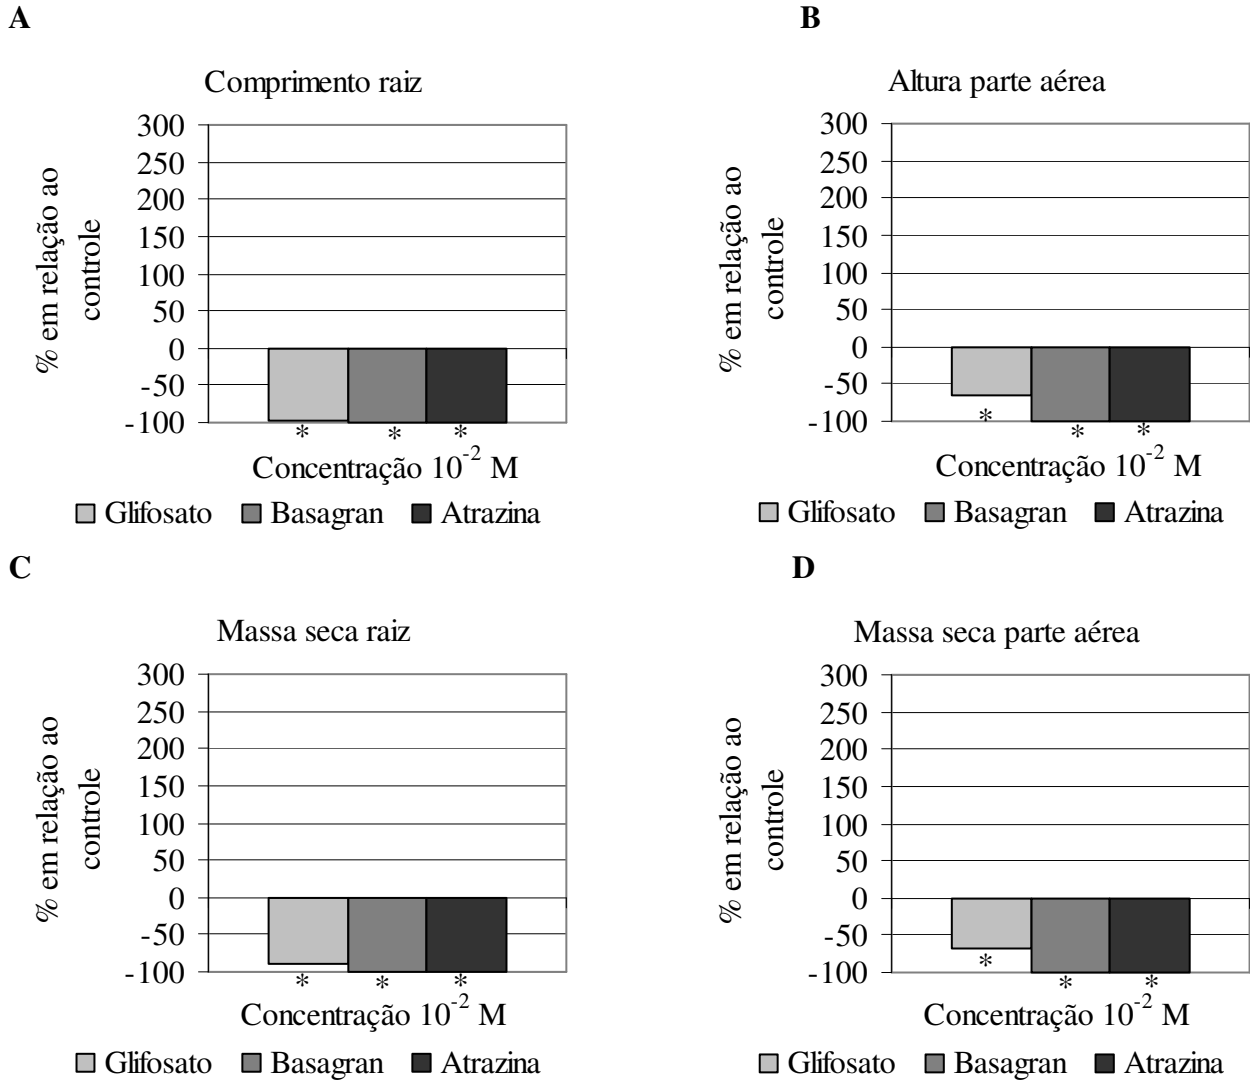 A
Comprimento raiz
% em relação ao
controle
300
250
200
150
100
50
0
-50
-100
* * *
Concentração 10⁻² M
Glifosato Basagran Atrazina
B
Altura parte aérea
% em relação ao
controle
300
250
200
150
100
50
0
-50
-100
* * *
Concentração 10⁻² M
Glifosato Basagran Atrazina
C
Massa seca raiz
% em relação ao
controle
300
250
200
150
100
50
0
-50
-100
* * *
Concentração 10⁻² M
Glifosato Basagran Atrazina
D
Massa seca parte aérea
% em relação ao
controle
300
250
200
150
100
50
0
-50
-100
* * *
Concentração 10⁻² M
Glifosato Basagran Atrazina